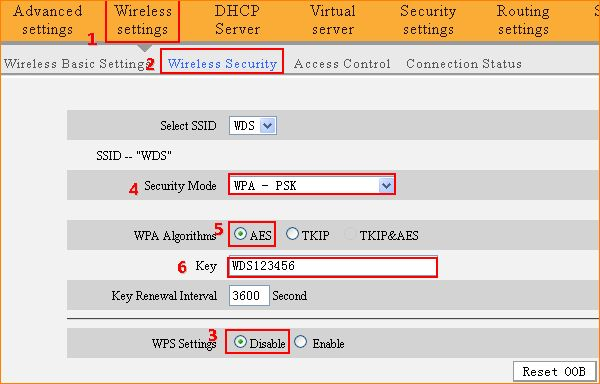 Advanced settings
Wireless settings
DHCP Server
Virtual server
Security settings
Routing settings
S
1
Wireless Basic Settings
2
Wireless Security
Access Control
Connection Status
Select SSID WDS
SSID -- "WDS"
4 Security Mode WPA - PSK
WPA Algorithms 5 AES TKIP TKIP&AES
6 Key WDS123456
Key Renewal Interval 3600 Second
WPS Settings 3 Disable Enable
Reset OOB